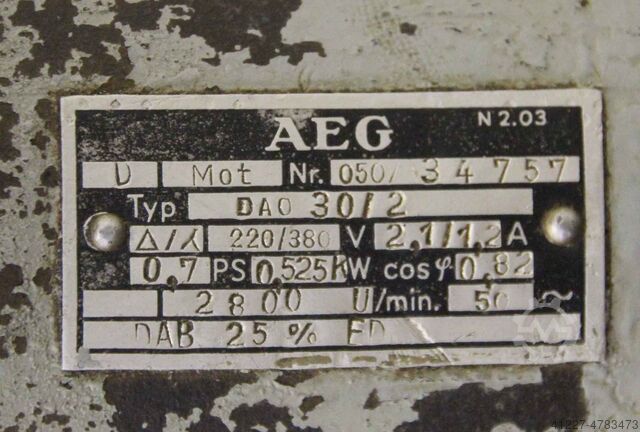 AEG
N 2.03
D Mot Nr. 050/ 34757
Typ DAO 30/2
Δ/⅄ 220/380 V 2,1/1,2 A
0,7 PS 0,525 kW cos φ 0,82
2800 U/min. 50 ~
DAB 25% ED
41227-4783473